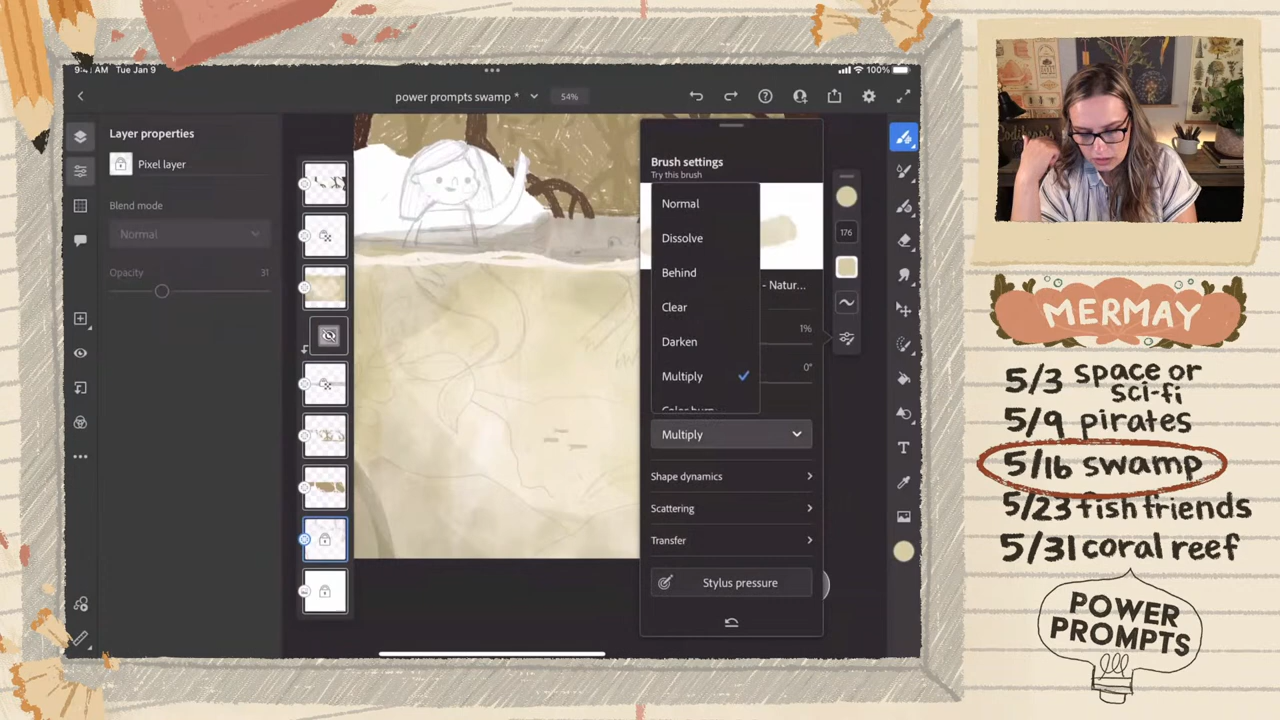 9:41 AM Tue Jan 9
100%
power prompts swamp *
54%
Layer properties
Pixel layer
Blend mode
Normal
Opacity
31
Brush settings
Try this brush
Normal
Dissolve
Behind
Clear
Darken
Multiply
Color burn
- Natur...
1%
0°
Multiply
Shape dynamics
Scattering
Transfer
Stylus pressure
176
MERMAY
5/3 space or
sci-fi
5/9 pirates
5/16 swamp
5/23 fish friends
5/31 coral reef
POWER
PROMPTS